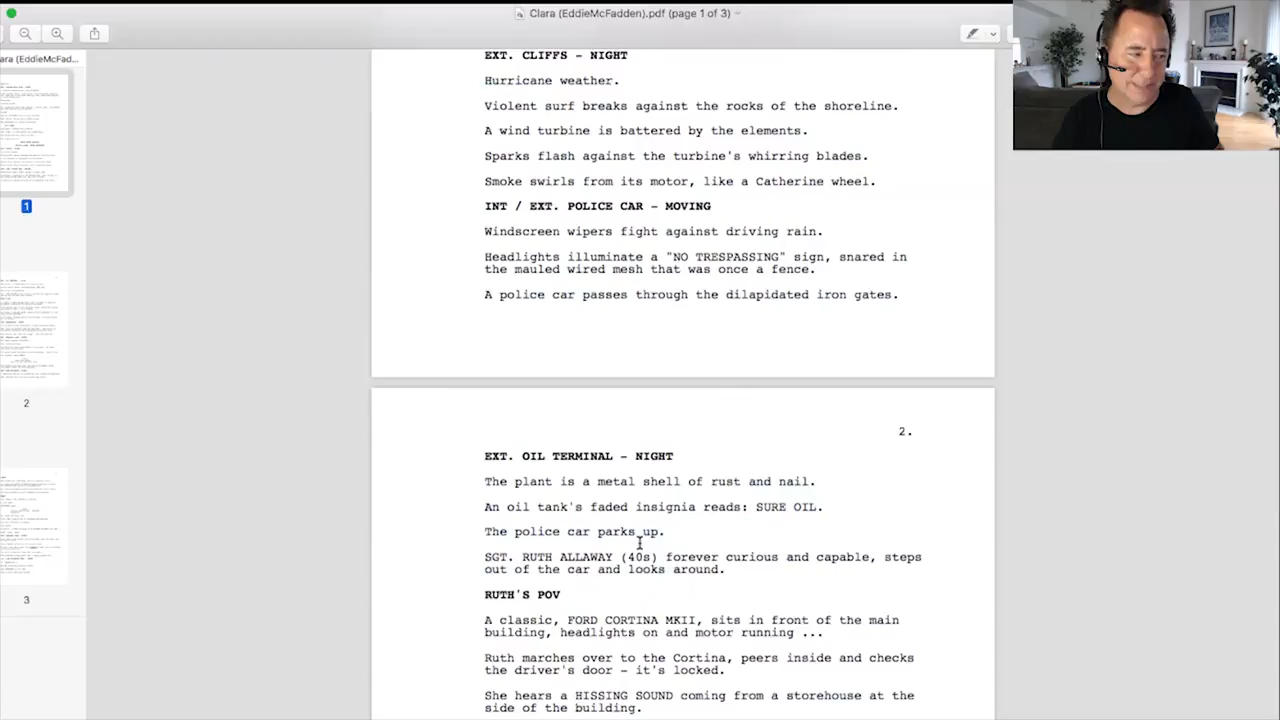 Clara (EddieMcFadden).pdf (page 1 of 3)
ara (EddieMcFad...
1
2
3
EXT. CLIFFS - NIGHT
Hurricane weather.
Violent surf breaks against the rocks of the shoreline.
A wind turbine is battered by the elements.
Sparks flash against the turbine's whirring blades.
Smoke swirls from its motor, like a Catherine wheel.
INT / EXT. POLICE CAR - MOVING
Windscreen wipers fight against driving rain.
Headlights illuminate a "NO TRESPASSING" sign, snared in
the mauled wired mesh that was once a fence.
police car passes through dilapidated iron gates.
2.
EXT. OIL TERMINAL - NIGHT
The plant is a metal shell of rust and nail.
An oil tank's faded insignia reads: SURE OIL.
The police car parks up.
SGT. RUTH ALLAWAY (40s) force, curious and capable, steps
out of the car and looks around.
RUTH'S POV
A classic, FORD CORTINA MKII, sits in front of the main
building, headlights on and motor running ...
Ruth marches over to the Cortina, peers inside and checks
the driver's door - it's locked.
She hears a HISSING SOUND coming from a storehouse at the
side of the building.